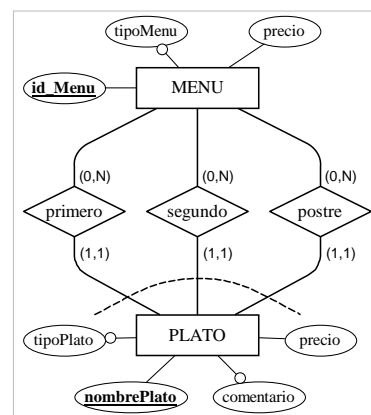 tipoMenu
precio
id_Menu
MENU
(0,N)
(0,N)
(0,N)
primero
segundo
postre
(1,1)
(1,1)
(1,1)
tipoPlato
PLATO
precio
nombrePlato
comentario